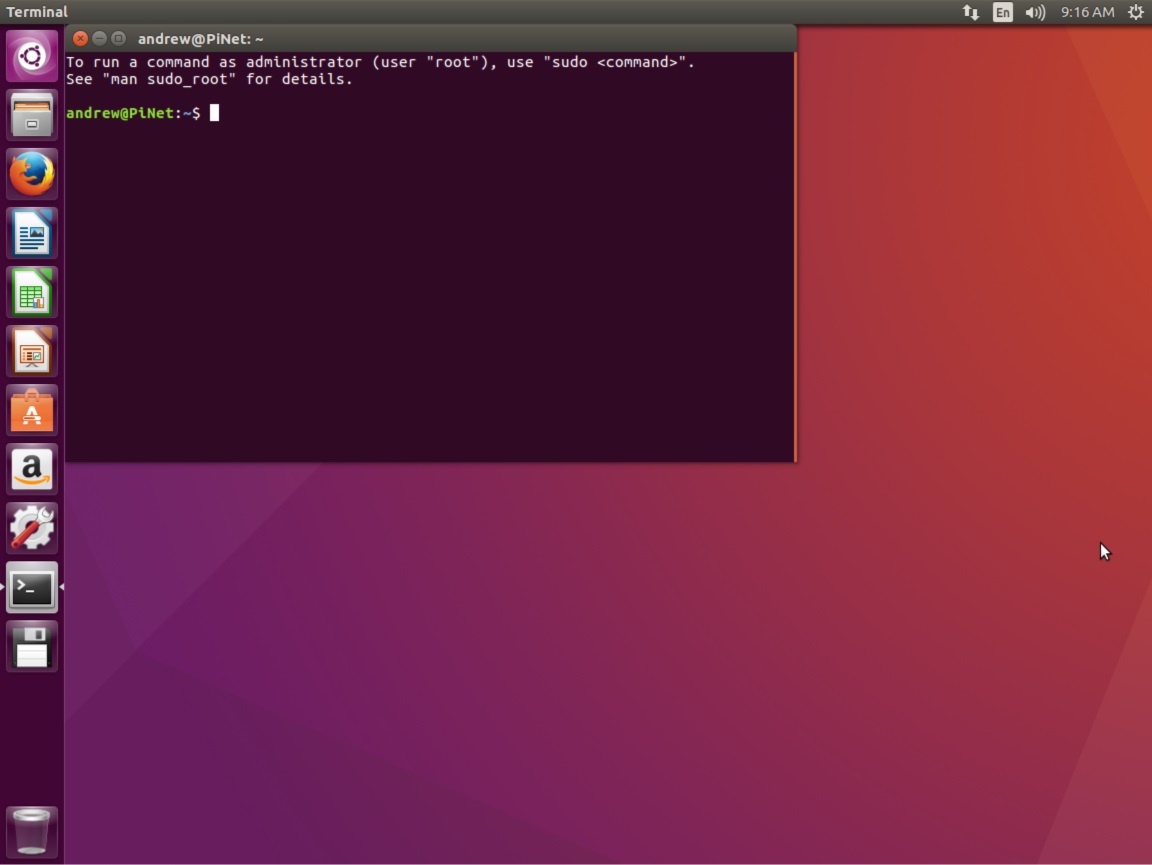 Terminal
En
9:16 AM
andrew@PiNet: ~
To run a command as administrator (user "root"), use "sudo <command>".
See "man sudo_root" for details.
andrew@PiNet:~$
A
a
>_